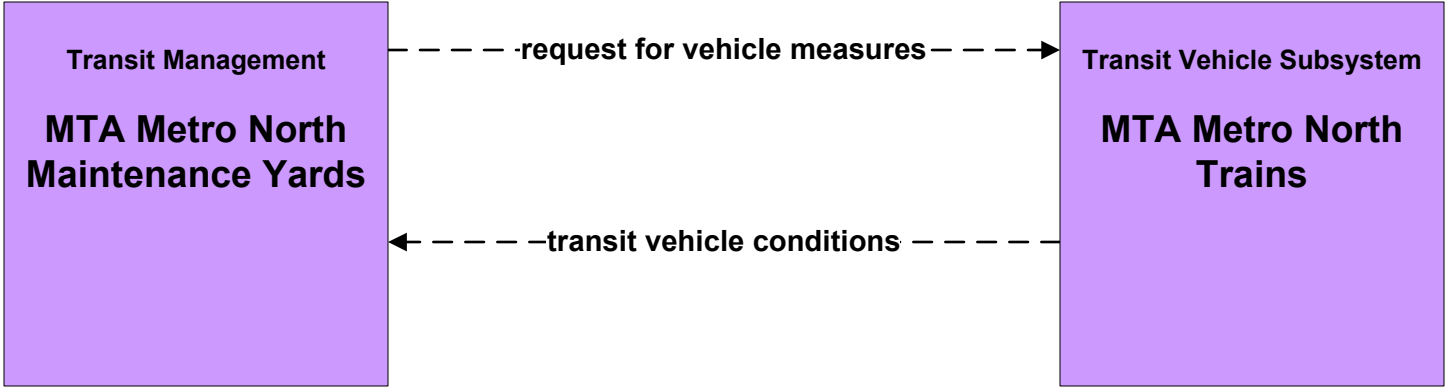 Transit Management
MTA Metro North
Maintenance Yards
request for vehicle measures
transit vehicle conditions
Transit Vehicle Subsystem
MTA Metro North
Trains